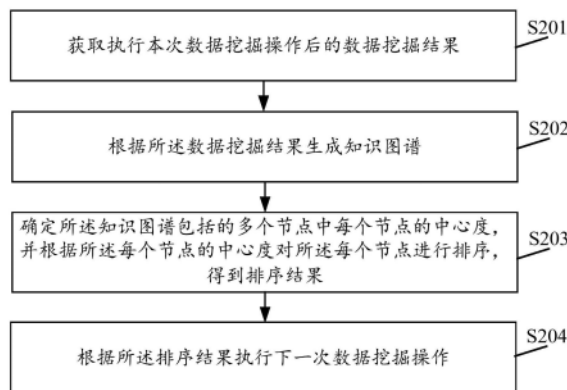 获取执行本次数据挖掘操作后的数据挖掘结果
S201
根据所述数据挖掘结果生成知识图谱
S202
确定所述知识图谱包括的多个节点中每个节点的中心度，
并根据所述每个节点的中心度对所述每个节点进行排序，
得到排序结果
S203
根据所述排序结果执行下一次数据挖掘操作
S204